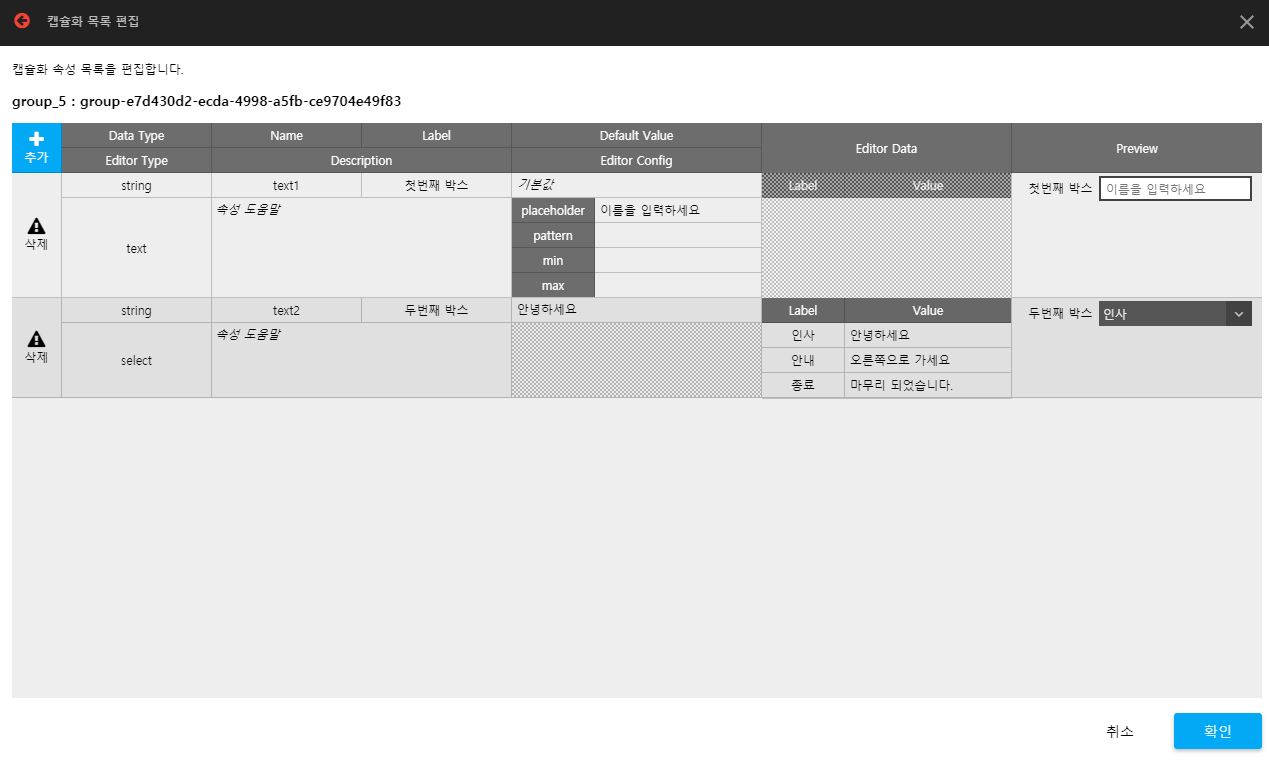 캡슐화 목록 편집
캡슐화 속성 목록을 편집합니다.
group_5 : group-e7d430d2-ecda-4998-a5fb-ce9704e49f83
추가
Data Type Name Label Default Value Editor Data Preview
Editor Type Description Editor Config
삭제
string text1 첫번째 박스 기본값 Label Value 첫번째 박스 이름을 입력하세요
text 속성 도움말 placeholder 이름을 입력하세요
pattern
min
max
삭제
string text2 두번째 박스 안녕하세요 Label Value 두번째 박스 인사
select 속성 도움말 인사 안녕하세요
안내 오른쪽으로 가세요
종료 마무리 되었습니다.
취소 확인